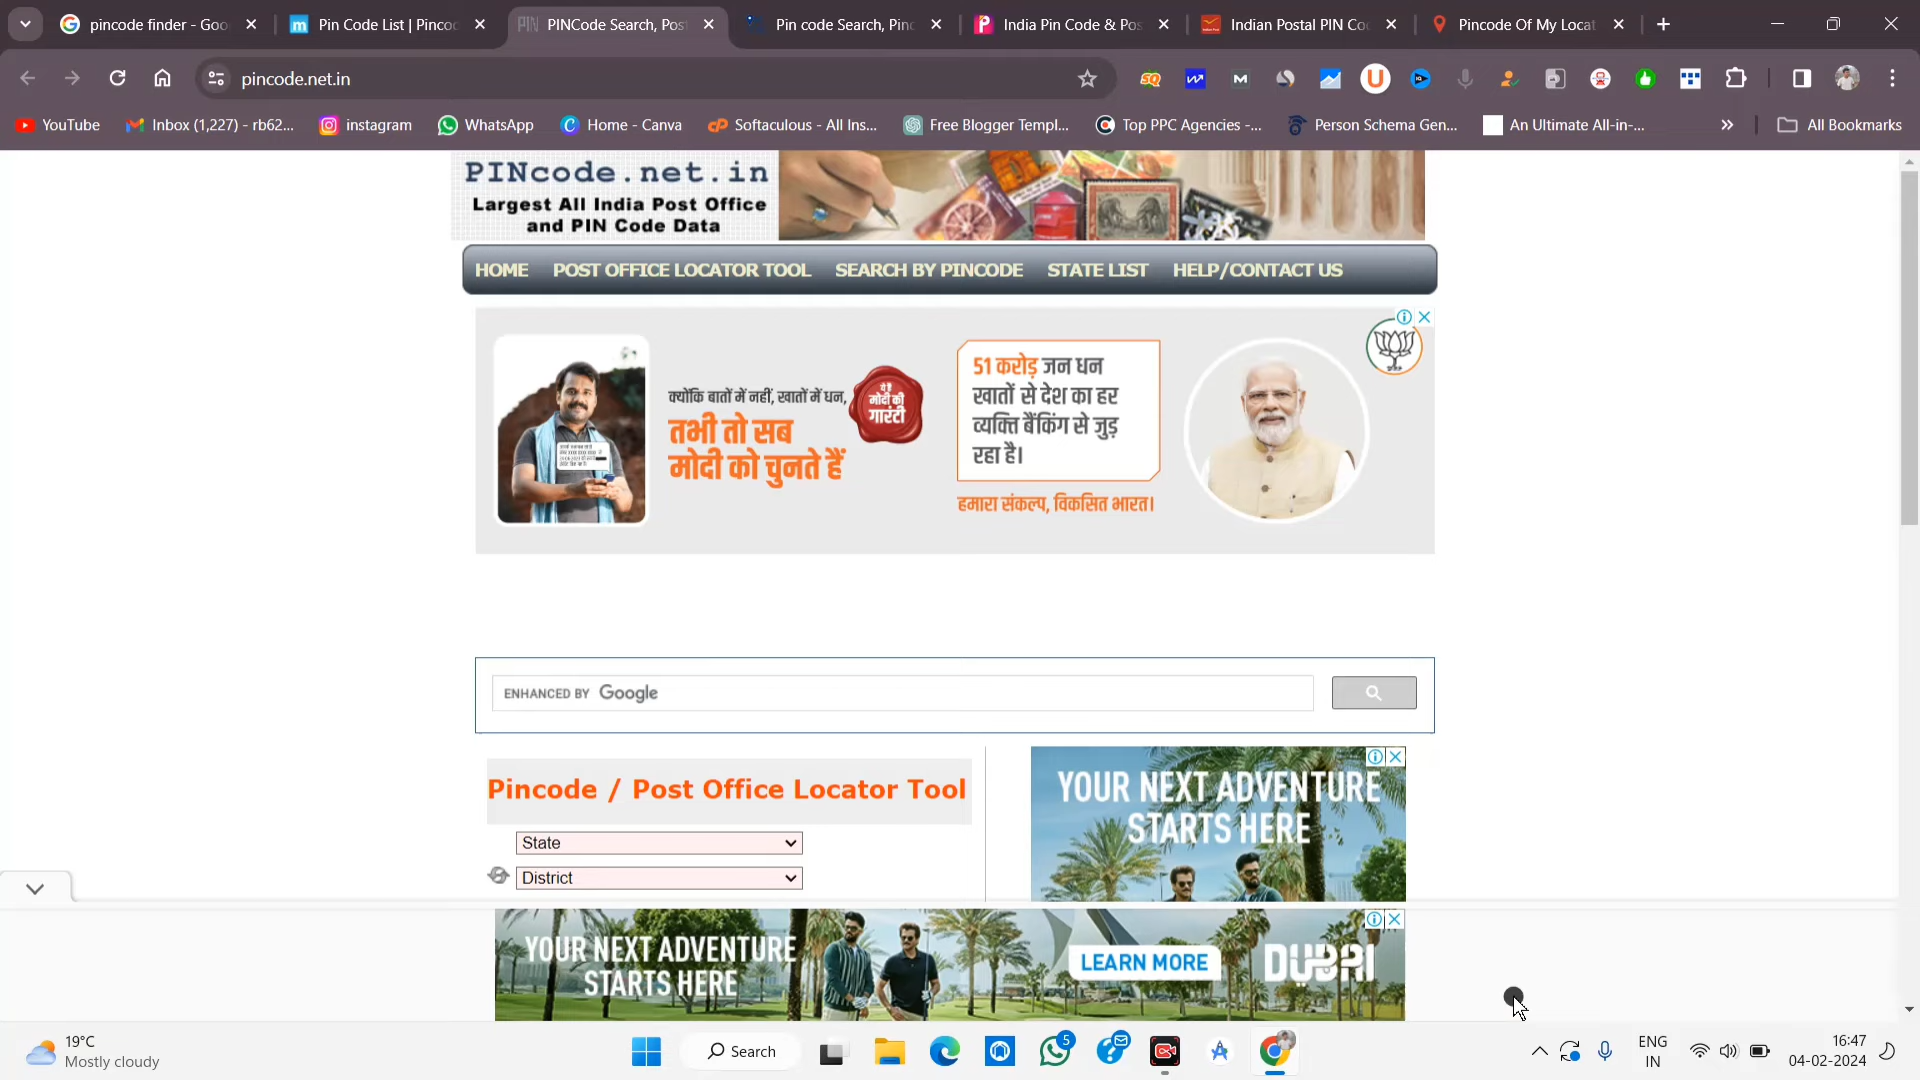 pincode finder - Goo
Pin Code List | Pincod
PINCode Search, Post
Pin code Search, Pinc
India Pin Code & Pos
Indian Postal PIN Co
Pincode Of My Locat
pincode.net.in
YouTube
Inbox (1,227) - rb62...
instagram
WhatsApp
Home - Canva
Softaculous - All Ins...
Free Blogger Templ...
Top PPC Agencies -...
Person Schema Gen...
An Ultimate All-in-...
All Bookmarks
PINcode.net.in
Largest All India Post Office
and PIN Code Data
HOME
POST OFFICE LOCATOR TOOL
SEARCH BY PINCODE
STATE LIST
HELP/CONTACT US
क्योंकि बातों में नहीं, खातों में धन,
तभी तो सब
मोदी को चुनते हैं
ये है
मोदी की
गारंटी
51 करोड़ जन धन
खातों से देश का हर
व्यक्ति बैंकिंग से जुड़
रहा है।
हमारा संकल्प, विकसित भारत।
ENHANCED BY Google
Pincode / Post Office Locator Tool
State
District
YOUR NEXT ADVENTURE
STARTS HERE
YOUR NEXT ADVENTURE
STARTS HERE
LEARN MORE
DUBAI
19°C
Mostly cloudy
Search
5
ENG
IN
16:47
04-02-2024